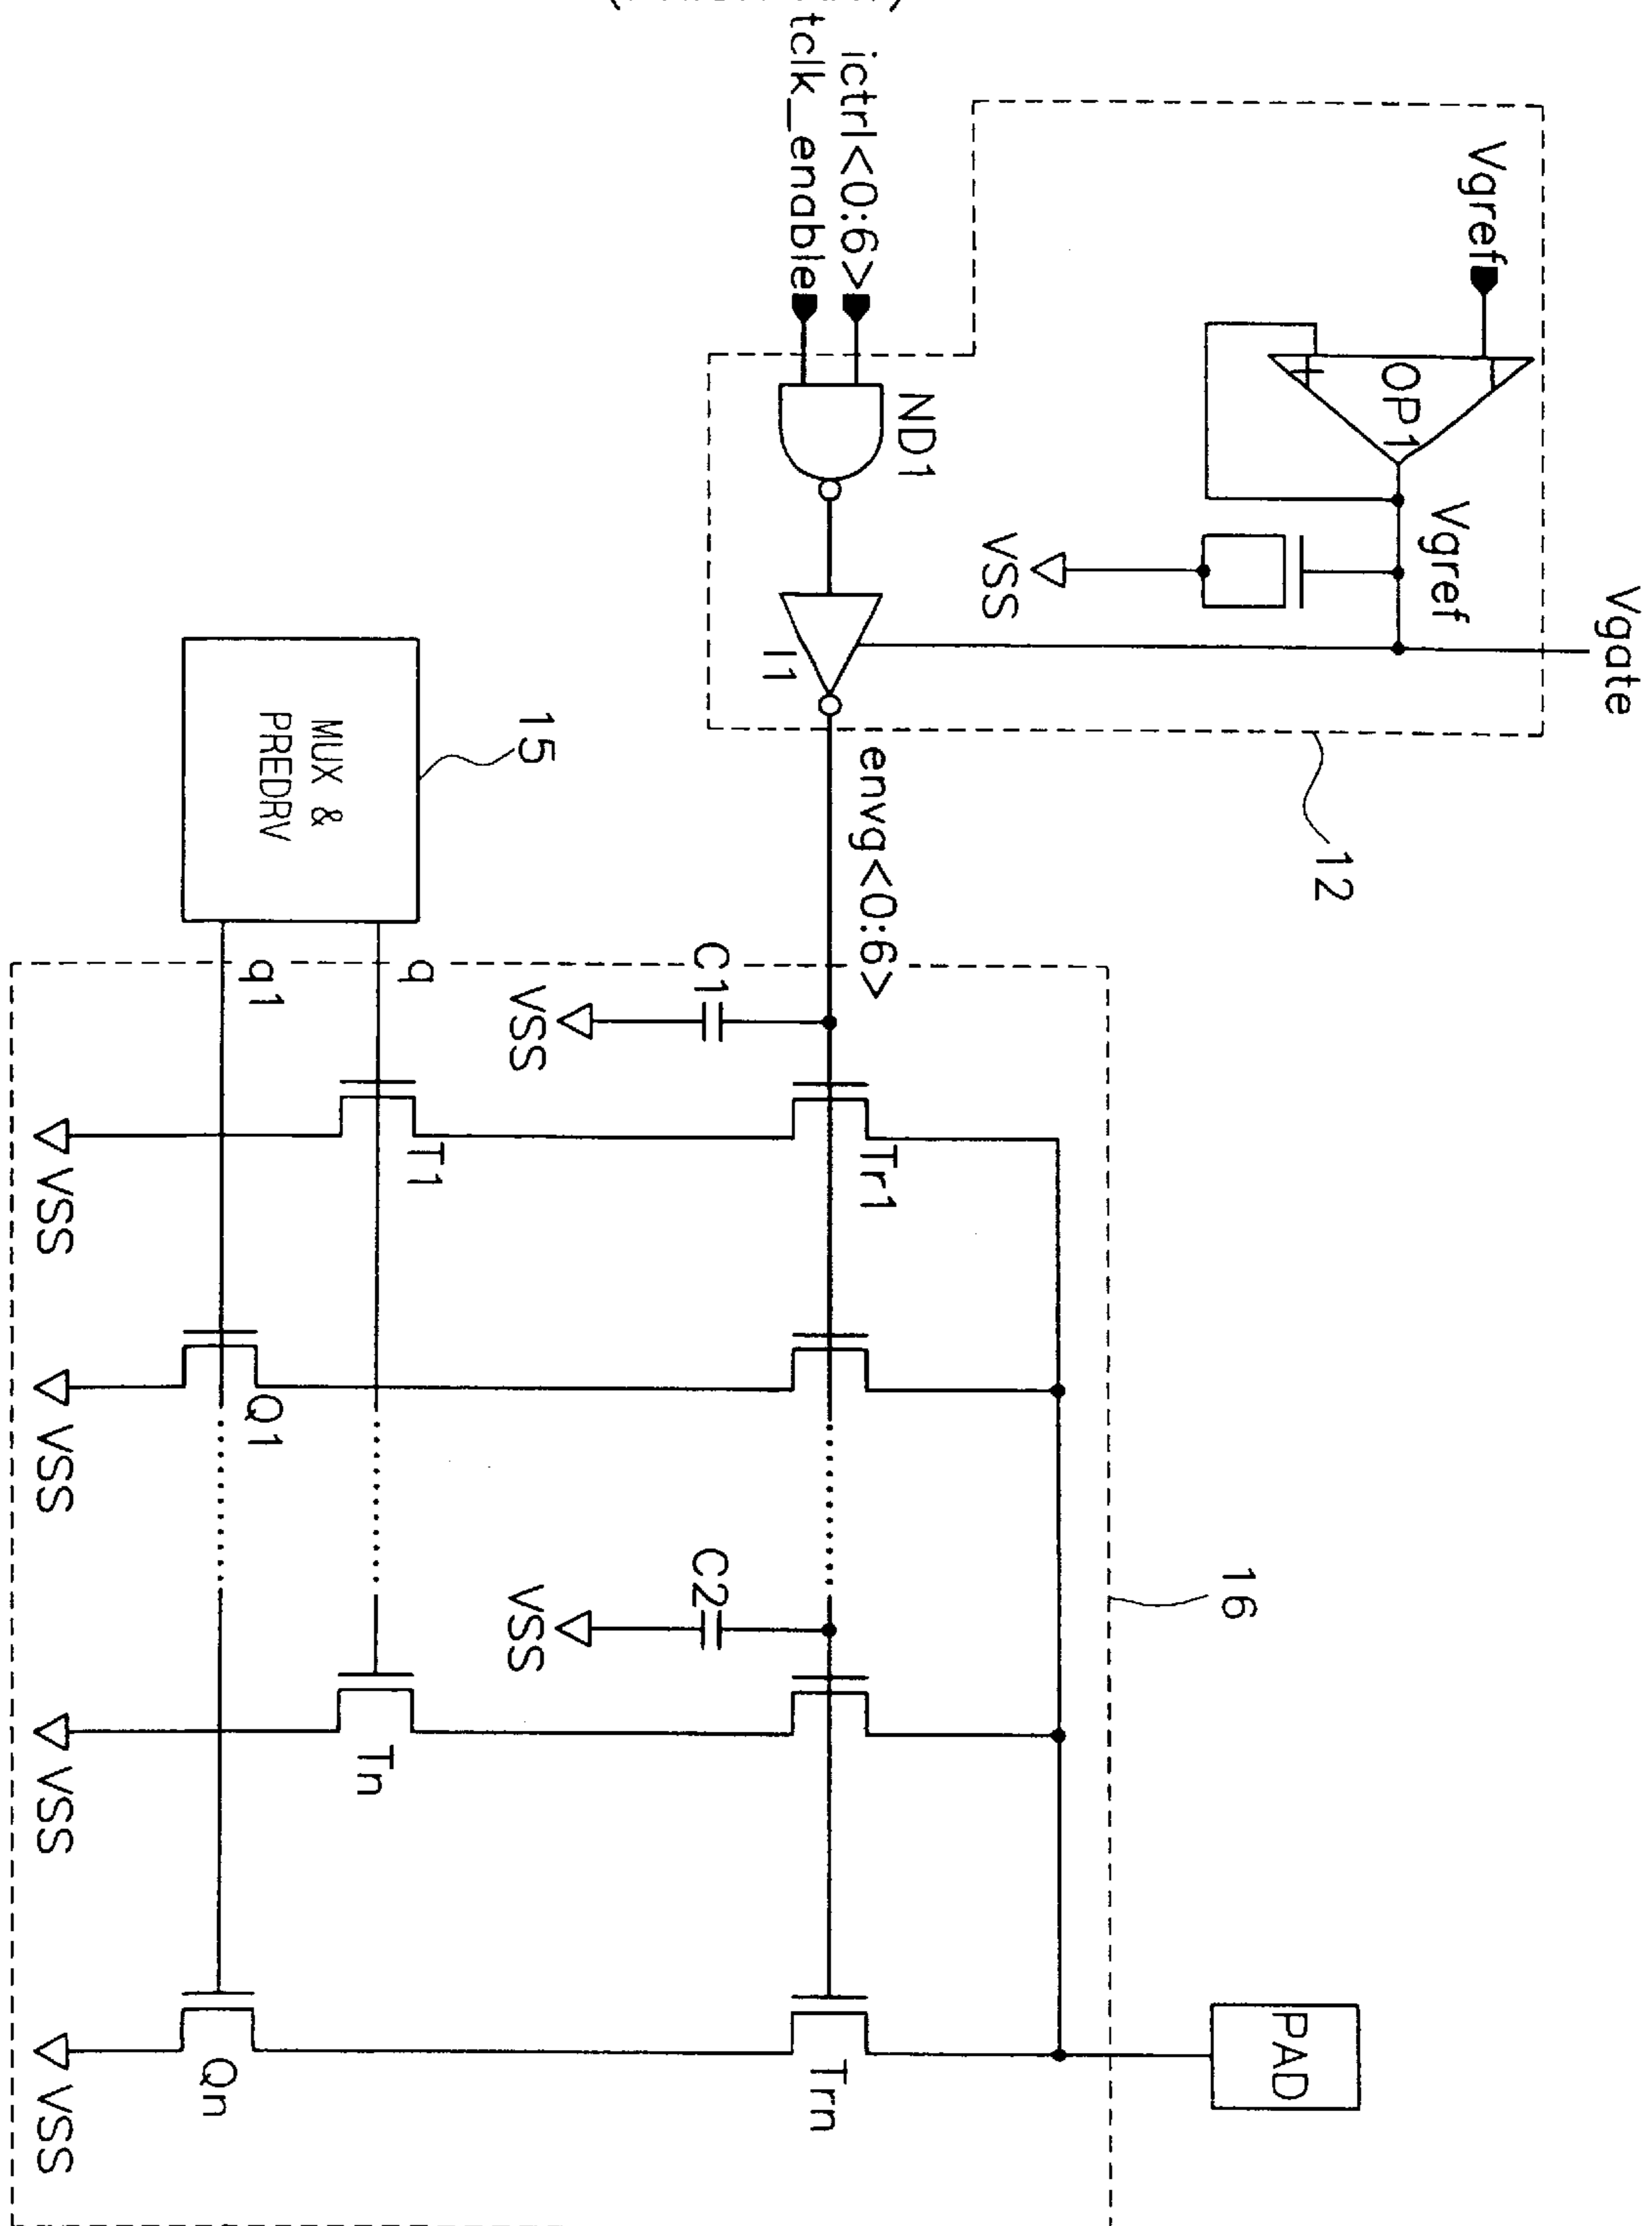 tclk_enable
ictrl<0:6>
Vgref
OP1
Vgref
Vgate
ND1
VSS
I1
12
envg<0:6>
15
MUX &
PREDRV
q
q1
C1
VSS
Tr1
T1
VSS
Q1
VSS
C2
VSS
16
Tn
VSS
Trn
Qn
VSS
PAD